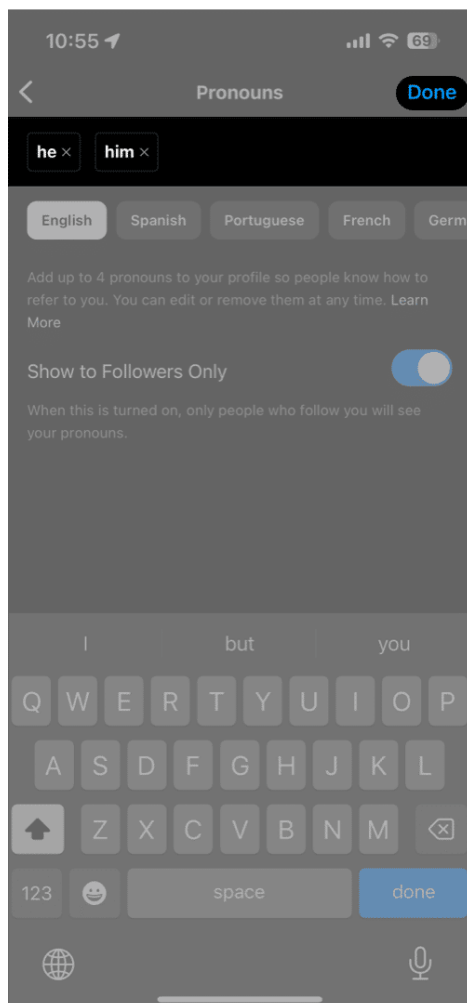 10:55
69
Pronouns
Done
he ×
him ×
English
Spanish
Portuguese
French
Germ
Add up to 4 pronouns to your profile so people know how to
refer to you. You can edit or remove them at any time. Learn
More
Show to Followers Only
When this is turned on, only people who follow you will see
your pronouns.
I
but
you
Q W E R T Y U I O P
A S D F G H J K L
Z X C V B N M
123
space
done